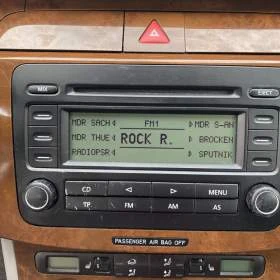 MIX
EJECT
FM1
MDR SACH
MDR S-AN
MDR THUE
ROCK R.
BROCKEN
RADIOPSR
SPUTNIK
CD
MENU
TP
FM
AM
AS
PASSENGER AIR BAG OFF